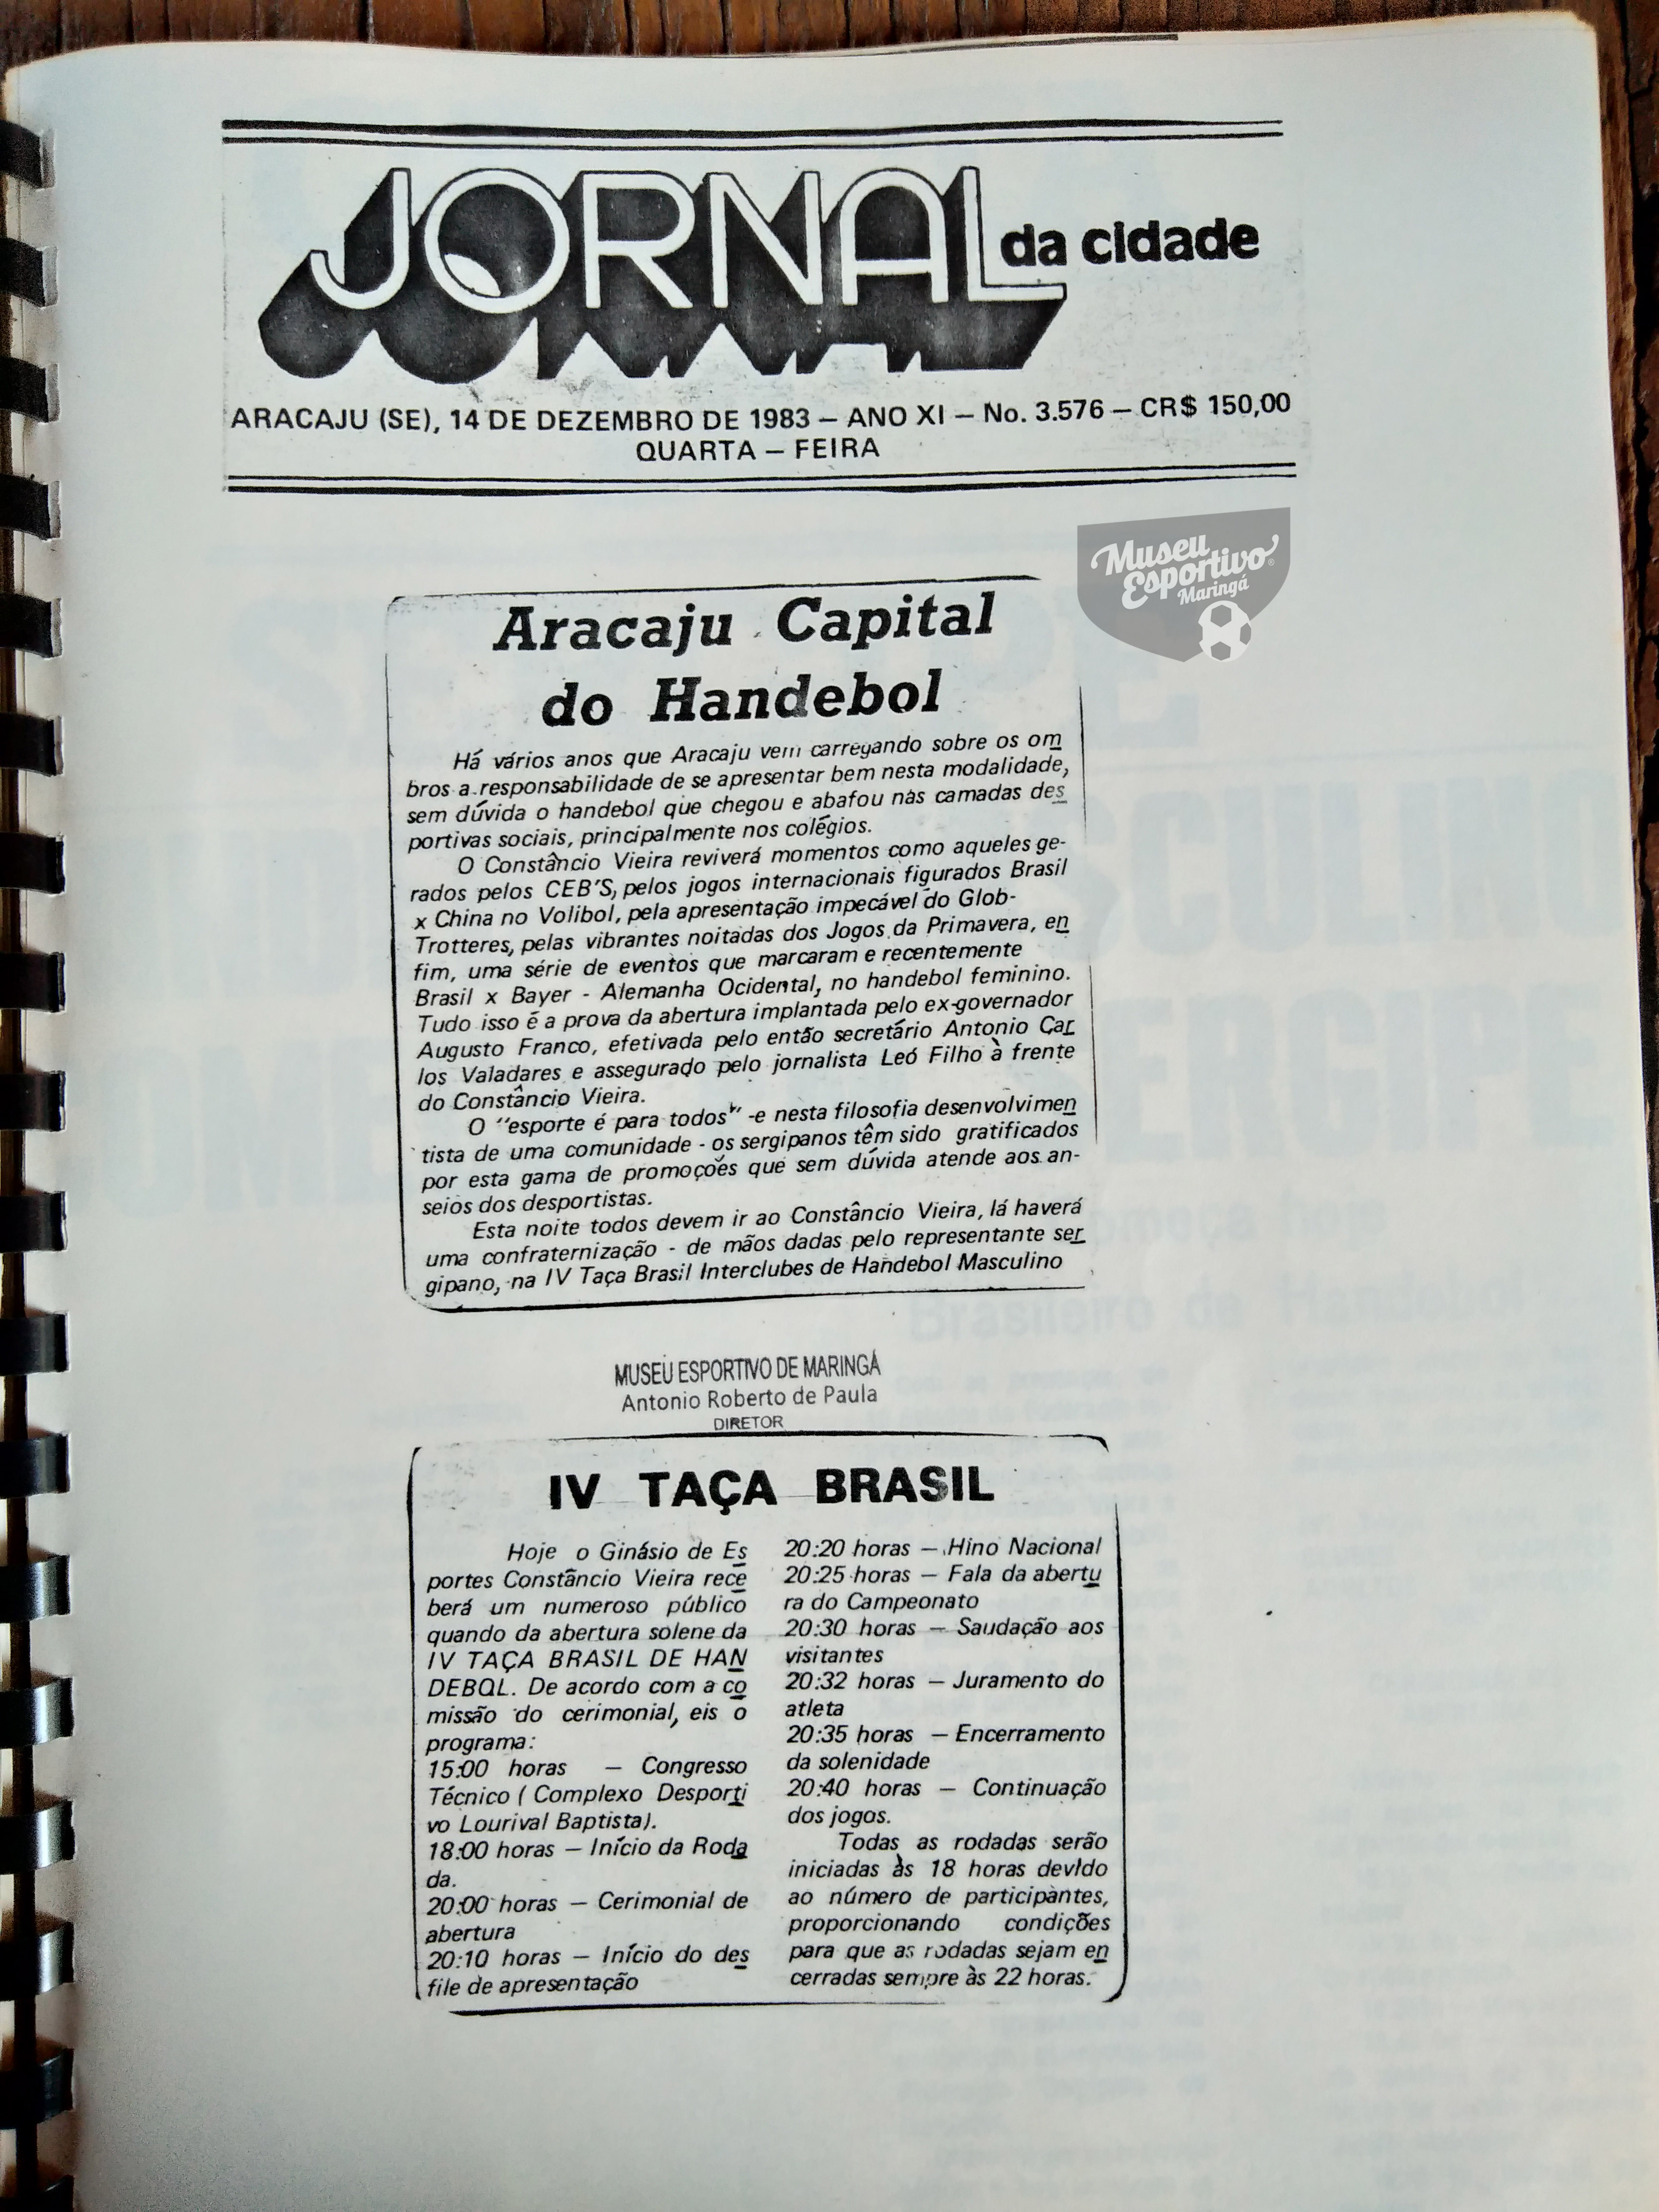 JORNAL da cidade
ARACAJU (SE), 14 DE DEZEMBRO DE 1983 — ANO XI — No. 3.576 — CR$ 150,00
QUARTA — FEIRA
Museu
Esportivo
Maringá
Aracaju Capital
do Handebol
Há vários anos que Aracaju vem carregando sobre os om
bros a responsabilidade de se apresentar bem nesta modalidade,
sem dúvida o handebol que chegou e abafou nas camadas des
portivas sociais, principalmente nos colégios.
O Constâncio Vieira reviverá momentos como aqueles ge-
rados pelos CEB'S, pelos jogos internacionais figurados Brasil
x China no Volibol, pela apresentação impecável do Glob-
Trotteres, pelas vibrantes noitadas dos Jogos da Primavera, en
fim, uma série de eventos que marcaram e recentemente
Brasil x Bayer - Alemanha Ocidental, no handebol feminino.
Tudo isso é a prova da abertura implantada pelo ex-governador
Augusto Franco, efetivada pelo então secretário Antonio Car
los Valadares e assegurado pelo jornalista Leó Filho à frente
do Constâncio Vieira.
O "esporte é para todos" -e nesta filosofia desenvolvimen
tista de uma comunidade - os sergipanos têm sido gratificados
por esta gama de promoções que sem dúvida atende aos an-
seios dos desportistas.
Esta noite todos devem ir ao Constâncio Vieira, lá haverá
uma confraternização - de mãos dadas pelo representante ser
gipano, na IV Taça Brasil Interclubes de Handebol Masculino
MUSEU ESPORTIVO DE MARINGÁ
Antonio Roberto de Paula
DIRETOR
IV TAÇA BRASIL
Hoje o Ginásio de Es
portes Constâncio Vieira rece
berá um numeroso público
quando da abertura solene da
IV TAÇA BRASIL DE HAN
DEBOL. De acordo com a co
missão do cerimonial, eis o
programa:
15:00 horas — Congresso
Técnico ( Complexo Desporti
vo Lourival Baptista).
18:00 horas — Início da Roda
da.
20:00 horas — Cerimonial de
abertura
20:10 horas — Início do des
file de apresentação
20:20 horas — Hino Nacional
20:25 horas — Fala da abertu
ra do Campeonato
20:30 horas — Saudação aos
visitantes
20:32 horas — Juramento do
atleta
20:35 horas — Encerramento
da solenidade
20:40 horas — Continuação
dos jogos.
Todas as rodadas serão
iniciadas às 18 horas devido
ao número de participantes,
proporcionando condições
para que as rodadas sejam en
cerradas sempre às 22 horas.